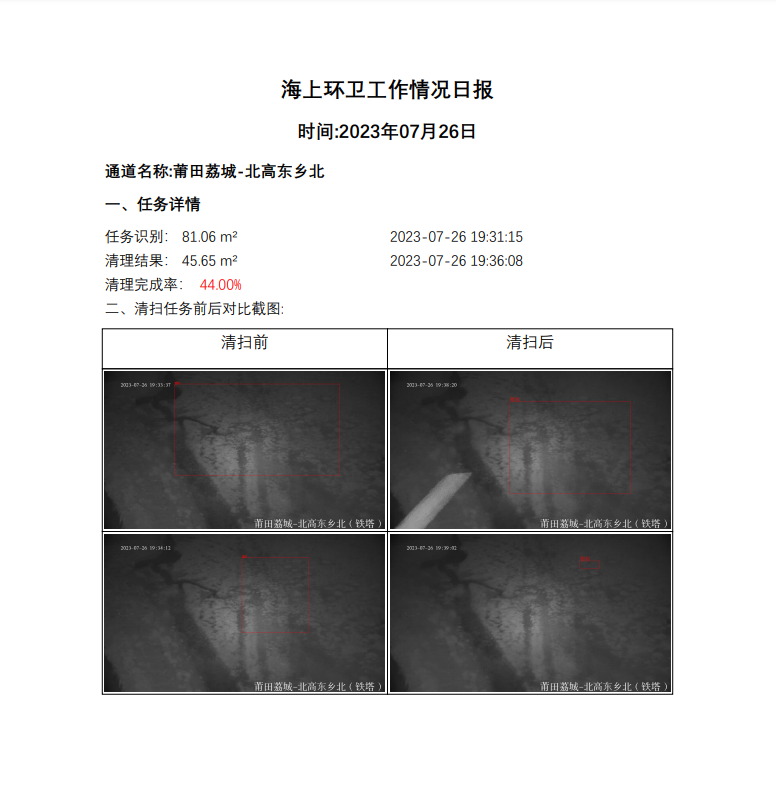 海上环卫工作情况日报
时间:2023年07月26日
通道名称:莆田荔城-北高东乡北
一、任务详情
任务识别: 81.06 m² 2023-07-26 19:31:15
清理结果: 45.65 m² 2023-07-26 19:36:08
清理完成率: 44.00%
二、清扫任务前后对比截图:
清扫前 清扫后
2023-07-26 19:33:37
莆田荔城-北高东乡北(铁塔)
2023-07-26 19:38:20
莆田荔城-北高东乡北(铁塔)
2023-07-26 19:34:12
莆田荔城-北高东乡北(铁塔)
2023-07-26 19:39:02
莆田荔城-北高东乡北(铁塔)